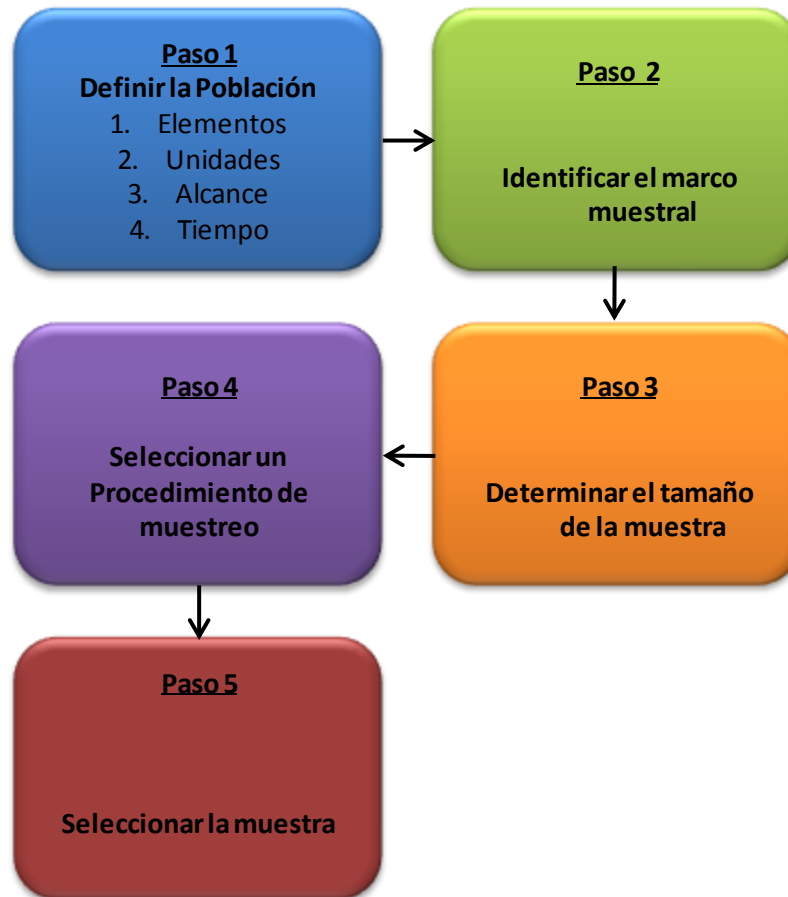 Paso 1
Definir la Población
1. Elementos
2. Unidades
3. Alcance
4. Tiempo
Paso 2
Identificar el marco
muestral
Paso 3
Determinar el tamaño
de la muestra
Paso 4
Seleccionar un
Procedimiento de
muestreo
Paso 5
Seleccionar la muestra